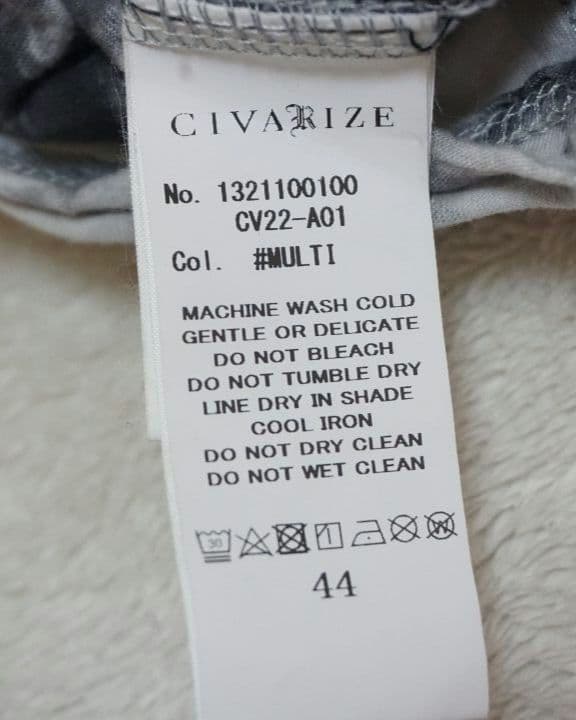 CIVARIZE
No. 1321100100
CV22-A01
Col. #MULTI
MACHINE WASH COLD
GENTLE OR DELICATE
DO NOT BLEACH
DO NOT TUMBLE DRY
LINE DRY IN SHADE
COOL IRON
DO NOT DRY CLEAN
DO NOT WET CLEAN
30 W
44